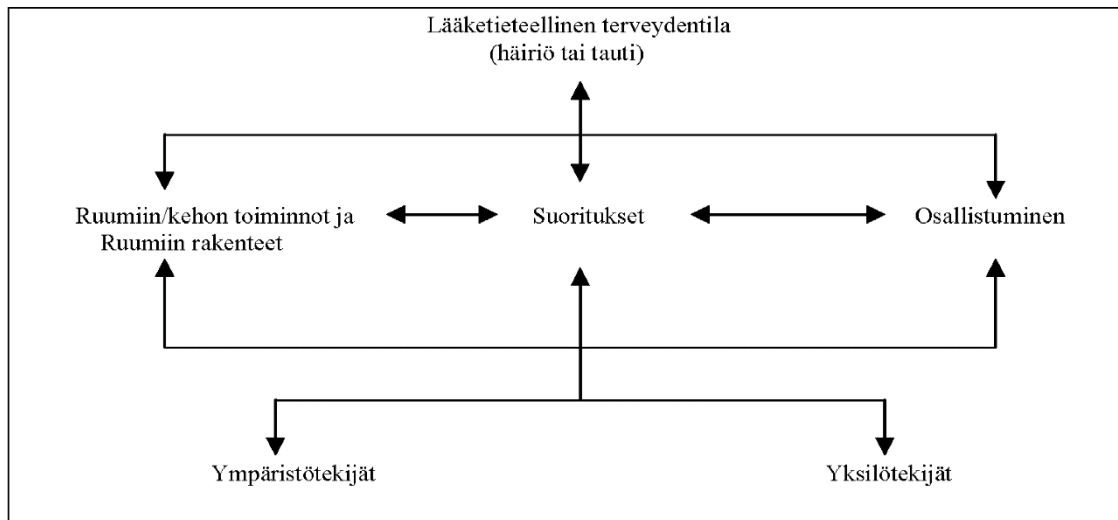 Lääketieteellinen terveydentila
(häiriö tai tauti)
Ruumiin/kehon toiminnot ja
Ruumiin rakenteet
Suoritukset
Osallistuminen
Ympäristötekijät
Yksilötekijät